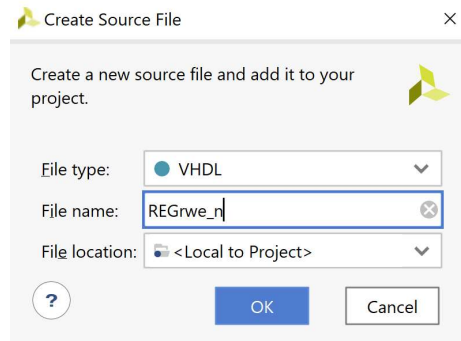 Create Source File
Create a new source file and add it to your
project.
File type:
VHDL
File name:
REGrwe_n
File location:
<Local to Project>
?
OK
Cancel